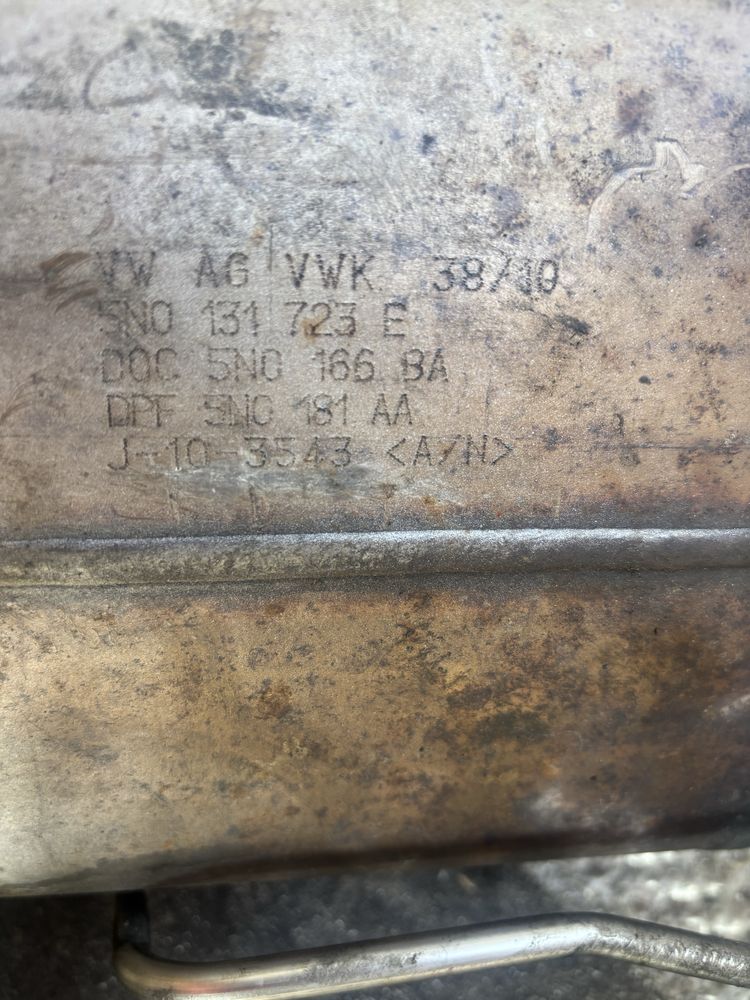 VW AG VWK 38/10
5N0 131 723 E
DOC 5N0 166 BA
DPF 5N0 181 AA
J-10-3543 <A/N>